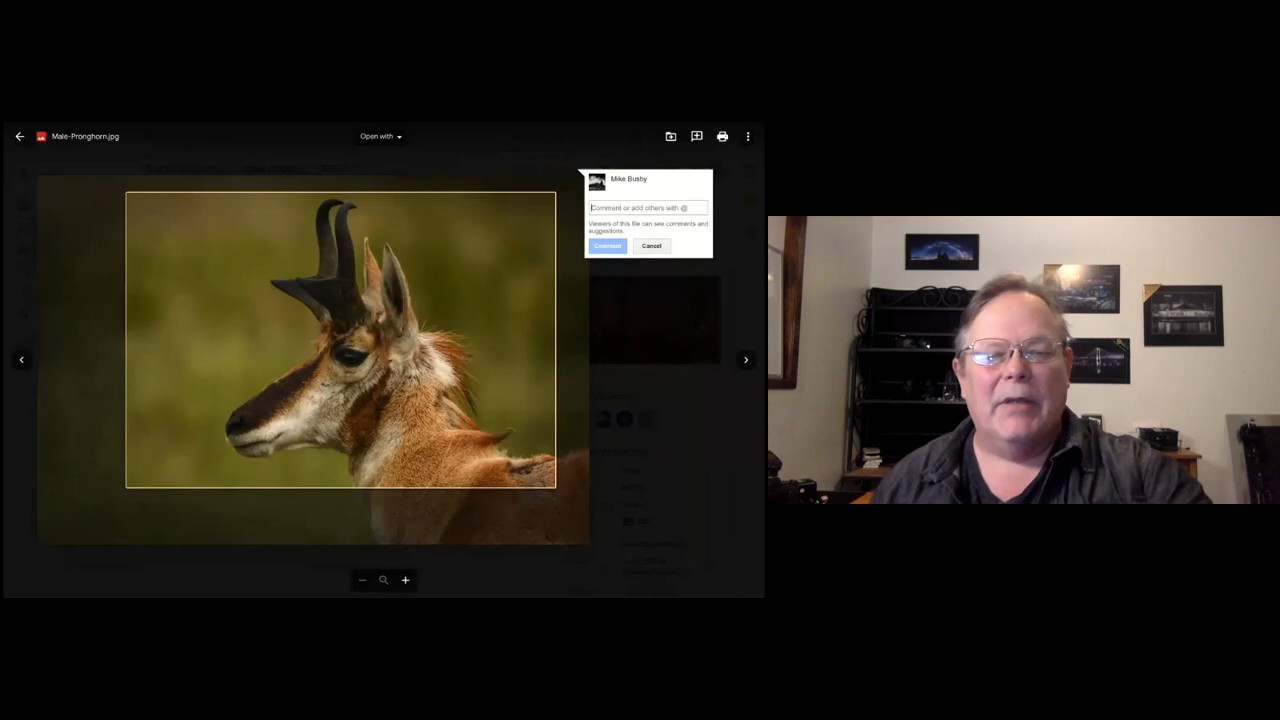 Male-Pronghorn.jpg
Open with
Mike Busby
Comment or add others with @
Viewers of this file can see comments and
suggestions.
Comment
Cancel